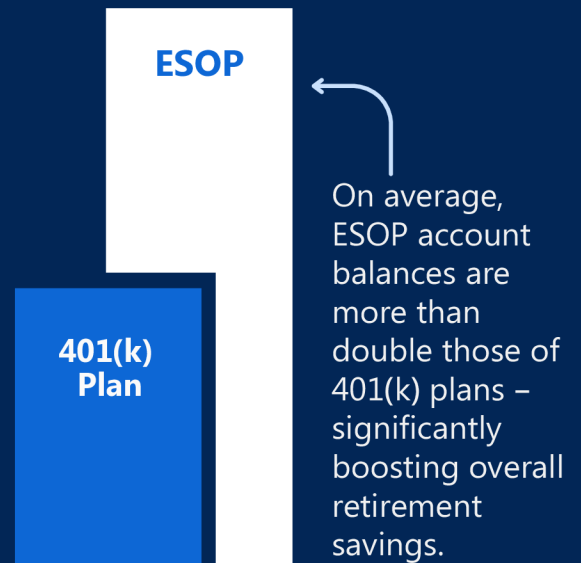 ESOP
401(k)
Plan
On average,
ESOP account
balances are
more than
double those of
401(k) plans –
significantly
boosting overall
retirement
savings.